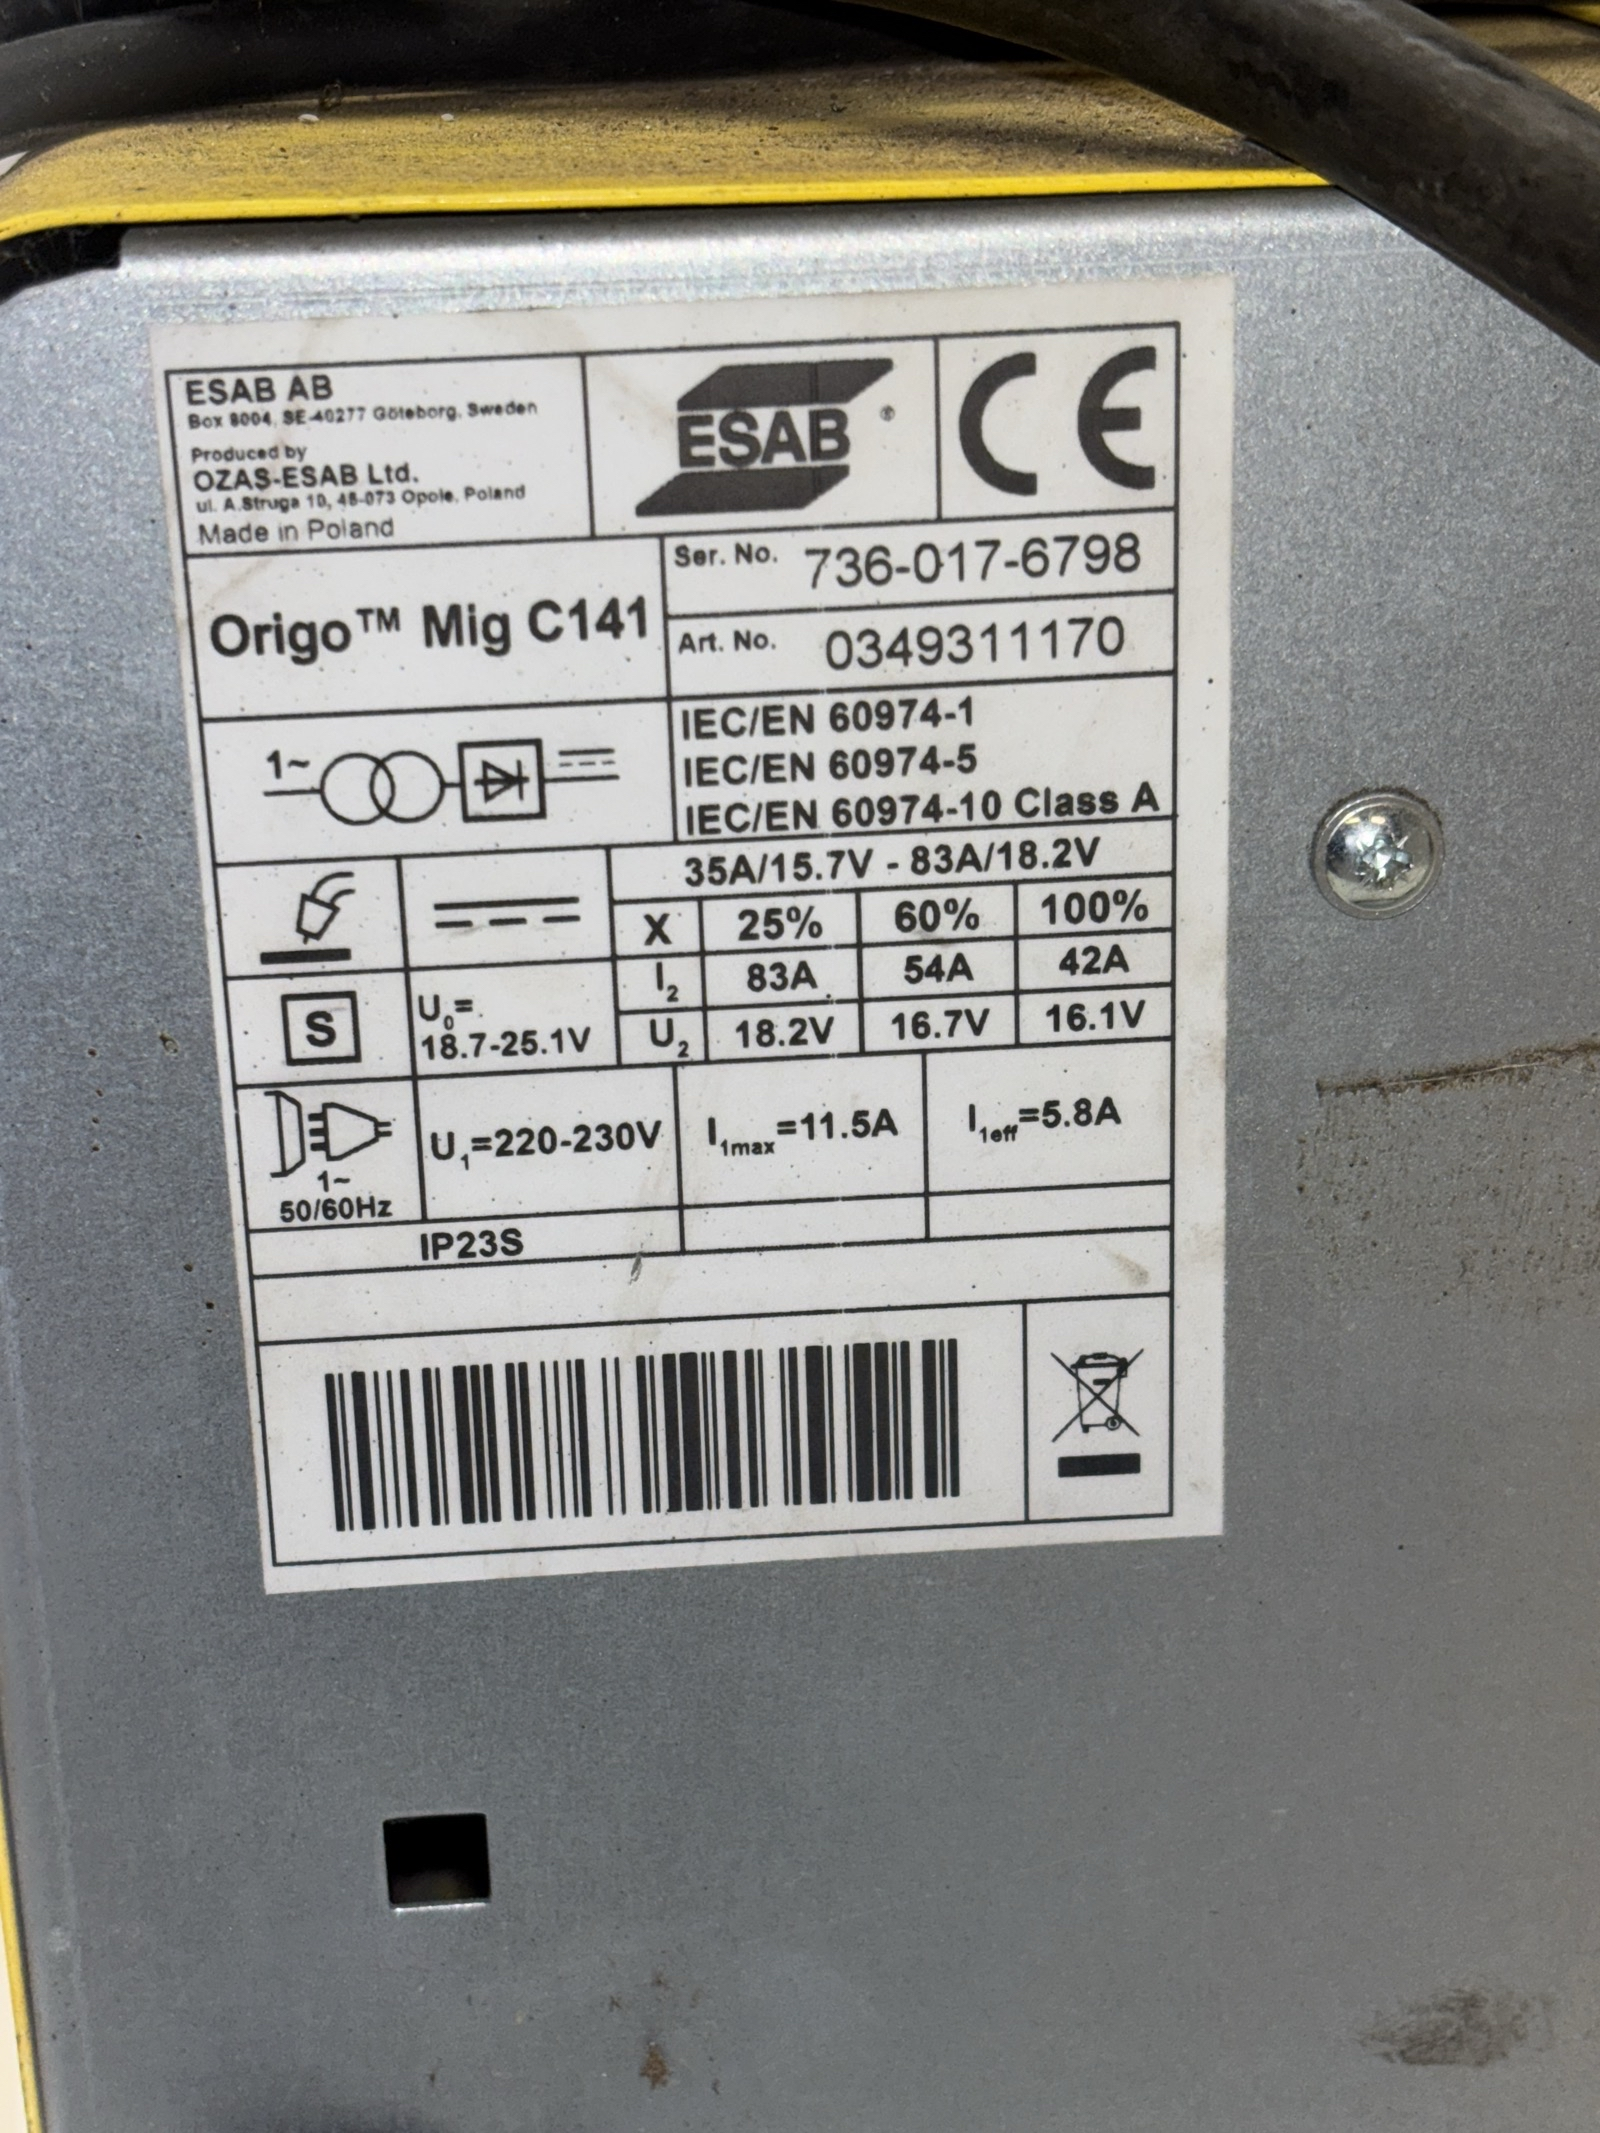 ESAB AB
Box 8004, SE-40277 Göteborg, Sweden
Produced by
OZAS-ESAB Ltd.
ul. A.Struga 10, 45-073 Opole, Poland
Made in Poland
ESAB ®
CE
Origo™ Mig C141
Ser. No. 736-017-6798
Art. No. 0349311170
1~
IEC/EN 60974-1
IEC/EN 60974-5
IEC/EN 60974-10 Class A
35A/15.7V - 83A/18.2V
X 25% 60% 100%
I2 83A 54A 42A
S
U0=
18.7-25.1V
U2 18.2V 16.7V 16.1V
1~
50/60Hz
U1=220-230V
I1max=11.5A
I1eff=5.8A
IP23S